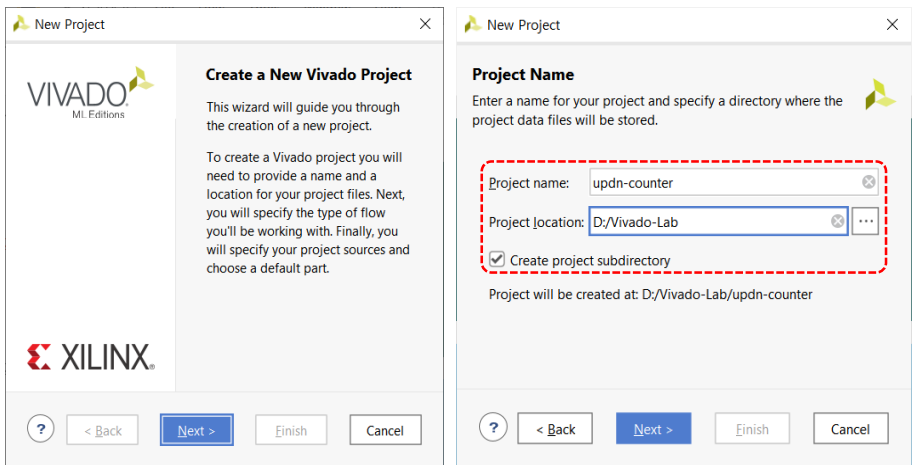 New Project
VIVADO
ML Editions
Create a New Vivado Project
This wizard will guide you through
the creation of a new project.
To create a Vivado project you will
need to provide a name and a
location for your project files. Next,
you will specify the type of flow
you'll be working with. Finally, you
will specify your project sources and
choose a default part.
XILINX®
?
< Back
Next >
Finish
Cancel
New Project
Project Name
Enter a name for your project and specify a directory where the
project data files will be stored.
Project name: updn-counter
Project location: D:/Vivado-Lab ...
Create project subdirectory
Project will be created at: D:/Vivado-Lab/updn-counter
?
< Back
Next >
Finish
Cancel